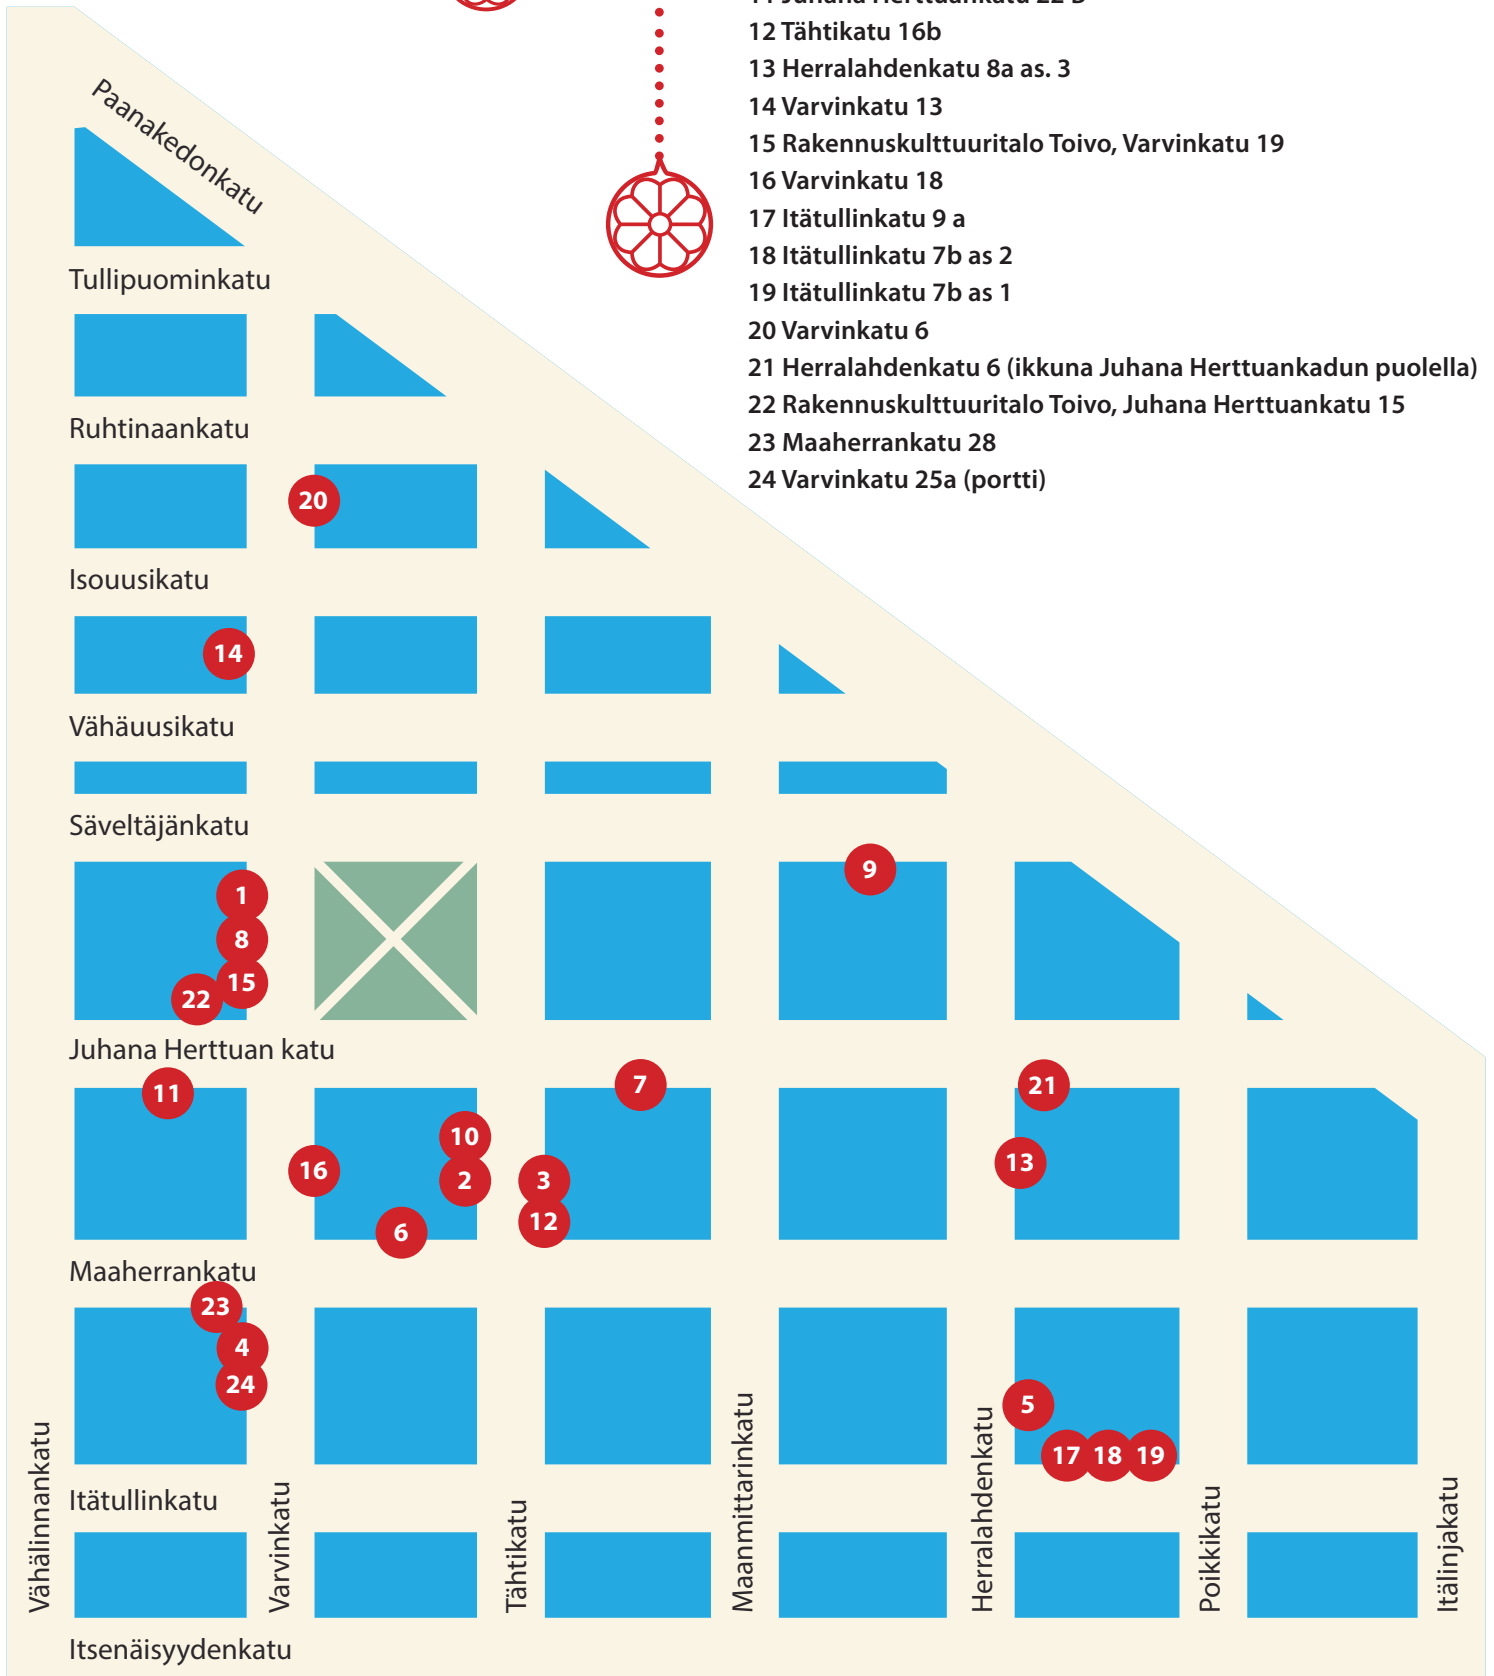 11 Juhana Herttuankatu 22 B
12 Tähtikatu 16b
13 Herralahdenkatu 8a as. 3
14 Varvinkatu 13
15 Rakennuskulttuuritalo Toivo, Varvinkatu 19
16 Varvinkatu 18
17 Itätullinkatu 9 a
18 Itätullinkatu 7b as 2
19 Itätullinkatu 7b as 1
20 Varvinkatu 6
21 Herralahdenkatu 6 (ikkuna Juhana Herttuankadun puolella)
22 Rakennuskulttuuritalo Toivo, Juhana Herttuankatu 15
23 Maaherrankatu 28
24 Varvinkatu 25a (portti)
Paanakedonkatu
Tullipuominkatu
Ruhtinaankatu
20
Isouusikatu
14
Vähäuusikatu
Säveltäjänkatu
9
1
8
15
22
Juhana Herttuan katu
7
21
11
10
13
16
2
3
12
6
Maaherrankatu
23
4
24
5
17 18 19
Itätullinkatu
Vähälinnankatu
Varvinkatu
Tähtikatu
Maanmittarinkatu
Herralahdenkatu
Poikkikatu
Itälinjakatu
Itsenäisyydenkatu